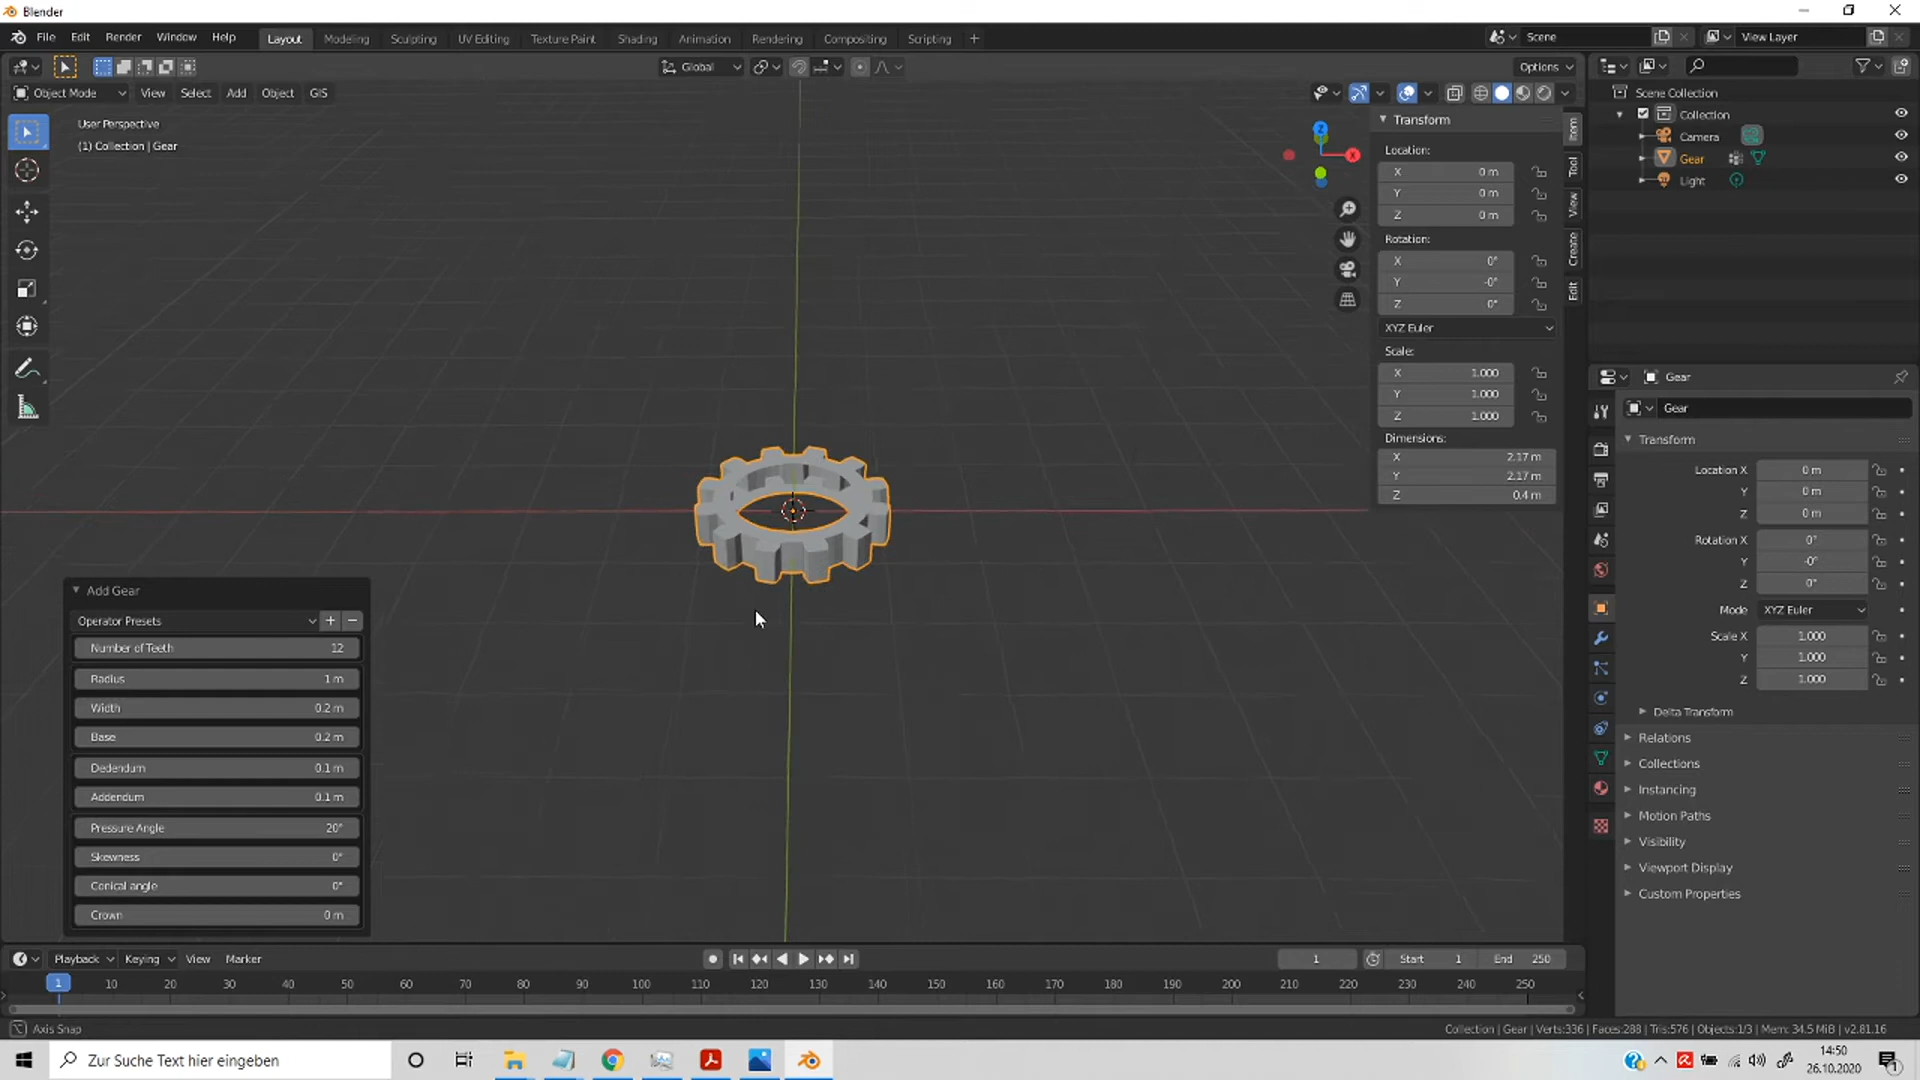 Blender
File Edit Render Window Help Layout Modeling Sculpting UV Editing Texture Paint Shading Animation Rendering Compositing Scripting + Scene View Layer
Global Options
Object Mode View Select Add Object GIS
User Perspective
(1) Collection | Gear
Transform
Location:
X 0 m
Y 0 m
Z 0 m
Rotation:
X 0°
Y -0°
Z 0°
XYZ Euler
Scale:
X 1.000
Y 1.000
Z 1.000
Dimensions:
X 2.17 m
Y 2.17 m
Z 0.4 m
Item
Tool
View
Create
Edit
Z
X
Scene Collection
Collection
Camera
Gear
Light
Gear
Gear
Transform
Location X 0 m
Y 0 m
Z 0 m
Rotation X 0°
Y -0°
Z 0°
Mode XYZ Euler
Scale X 1.000
Y 1.000
Z 1.000
Delta Transform
Relations
Collections
Instancing
Motion Paths
Visibility
Viewport Display
Custom Properties
Add Gear
Operator Presets + −
Number of Teeth 12
Radius 1 m
Width 0.2 m
Base 0.2 m
Dedendum 0.1 m
Addendum 0.1 m
Pressure Angle 20°
Skewness 0°
Conical angle 0°
Crown 0 m
Playback Keying View Marker 1 Start 1 End 250
1 10 20 30 40 50 60 70 80 90 100 110 120 130 140 150 160 170 180 190 200 210 220 230 240 250
Axis Snap Collection | Gear | Verts:336 | Faces:288 | Tris:576 | Objects:1/3 | Mem: 34.5 MiB | v2.81.16
Zur Suche Text hier eingeben 14:50
26.10.2020